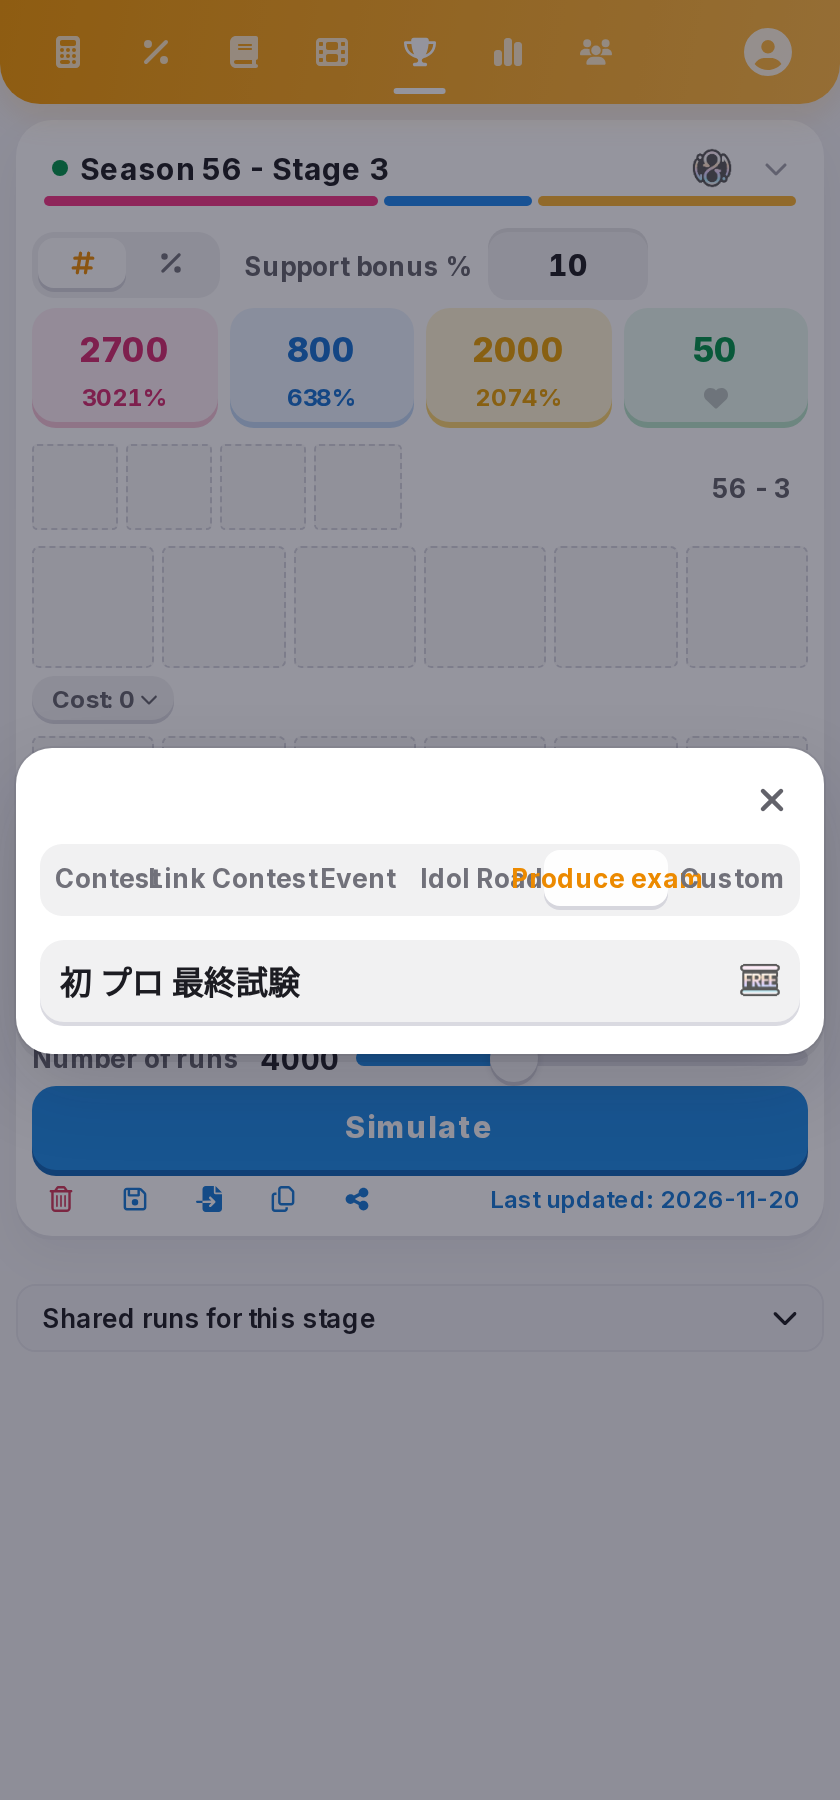 Season 56 - Stage 3
Support bonus % 10
2700 800 2000 50
3021% 638% 2074%
56 - 3
Cost: 0
Contest Link Contest Event Idol Road Produce exam Custom
初 プロ 最終試験 FREE
Number of runs 4000
Simulate
Last updated: 2026-11-20
Shared runs for this stage